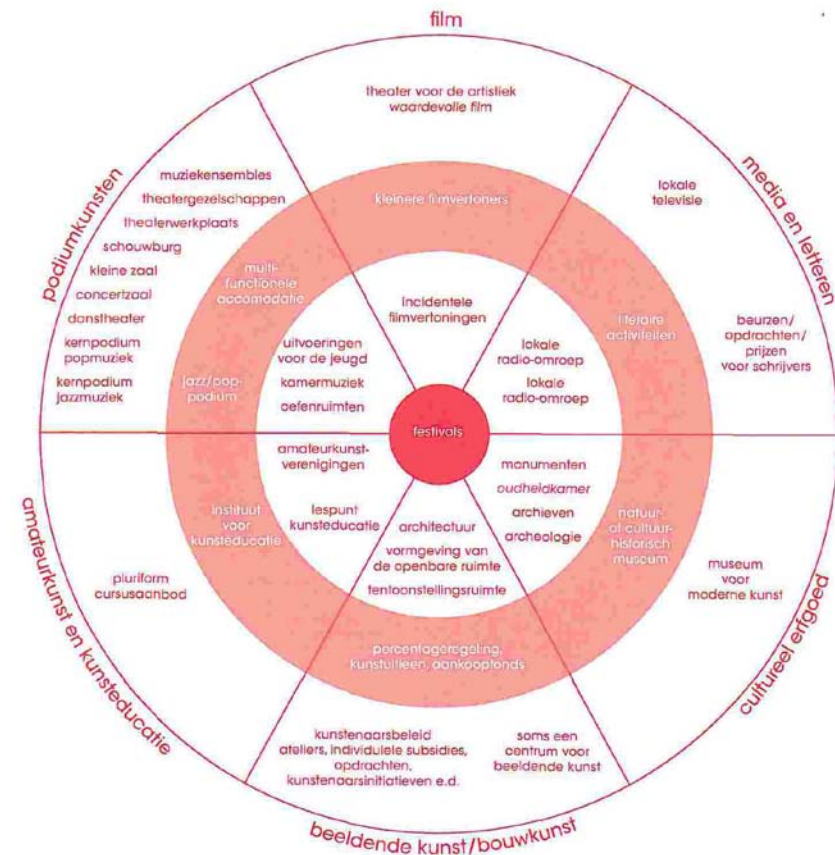 film
theater voor de artistiek
waardevolle film
podiumkunsten
muziekensembles
theatergezelschappen
theaterwerkplaats
schouwburg
kleine zaal
concertzaal
danstheater
kernpodium
popmuziek
kernpodium
jazzmuziek
media en letteren
lokale
televisie
beurzen/
opdrachten/
prijzen
voor schrijvers
kleinere filmvertoners
multi-
functionele
accomodatie
jazz/pop-
podium
literaire
activiteiten
incidentele
filmvertoningen
uitvoeringen
voor de jeugd
kamermuziek
oefenruimten
lokale
radio-omroep
lokale
radio-omroep
festivals
amateurkunst-
verenigingen
lespunt
kunsteducatie
monumenten
oudheidkamer
archieven
archeologie
architectuur
vormgeving van
de openbare ruimte
tentoonstellingsruimte
instituut
voor
kunsteducatie
natuur-
of cultuur-
historisch
museum
percentageregeling,
kunstuitleen, aankoopfonds
amateurkunst en kunsteducatie
pluriform
cursusaanbod
museum
voor
moderne kunst
cultureel erfgoed
kunstenaarsbeleid
ateliers, individulele subsidies,
opdrachten,
kunstenaarsinitiatieven e.d.
soms een
centrum voor
beeldende kunst
beeldende kunst/bouwkunst